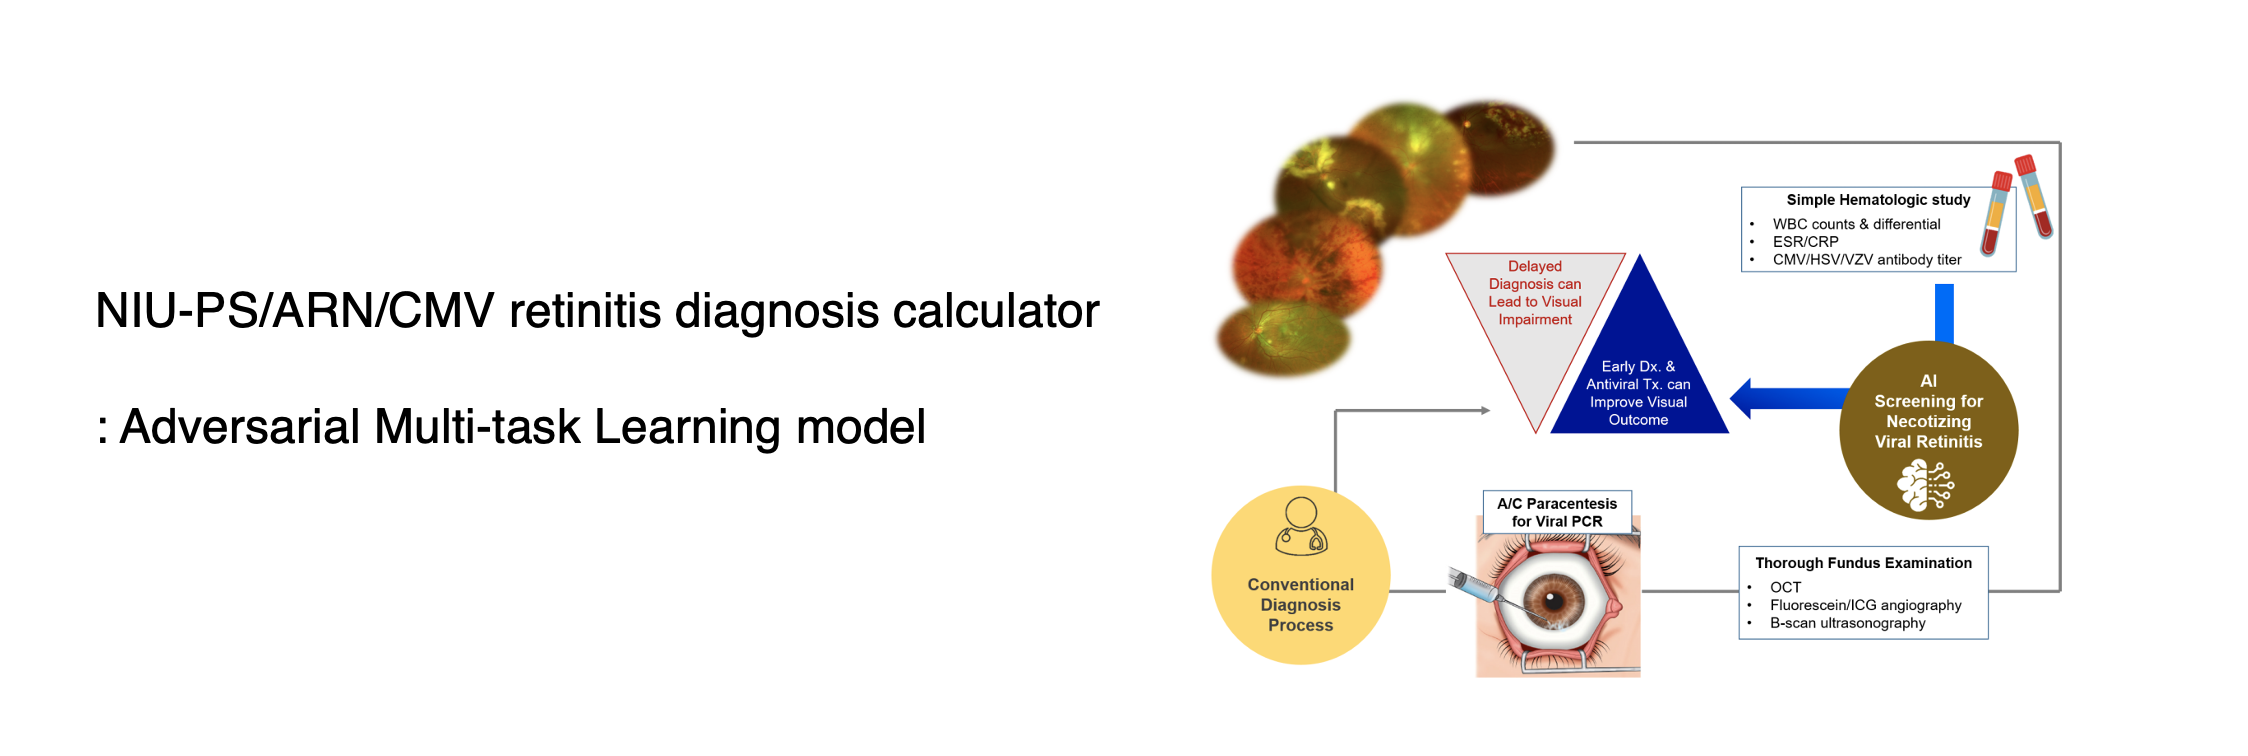 NIU-PS/ARN/CMV retinitis diagnosis calculator
: Adversarial Multi-task Learning model
Simple Hematologic study
• WBC counts & differential
• ESR/CRP
• CMV/HSV/VZV antibody titer
Delayed
Diagnosis can
Lead to Visual
Impairment
Early Dx. &
Antiviral Tx. can
Improve Visual
Outcome
AI
Screening for
Necotizing
Viral Retinitis
Conventional
Diagnosis
Process
A/C Paracentesis
for Viral PCR
Thorough Fundus Examination
• OCT
• Fluorescein/ICG angiography
• B-scan ultrasonography